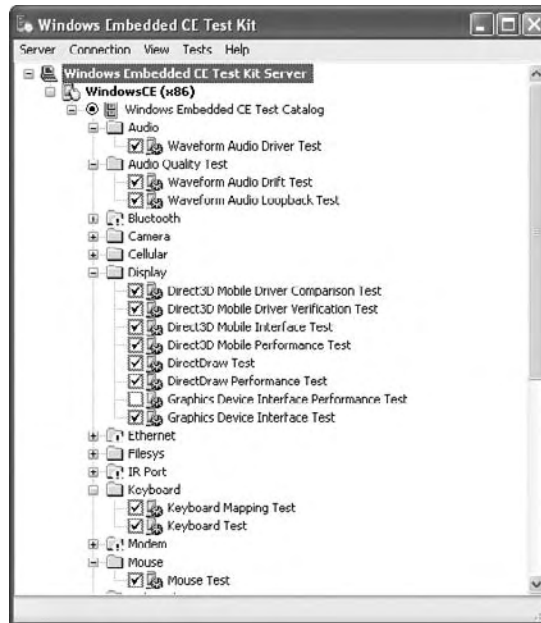 Windows Embedded CE Test Kit
Server Connection View Tests Help
Windows Embedded CE Test Kit Server
WindowsCE (x86)
Windows Embedded CE Test Catalog
Audio
Waveform Audio Driver Test
Audio Quality Test
Waveform Audio Drift Test
Waveform Audio Loopback Test
Bluetooth
Camera
Cellular
Display
Direct3D Mobile Driver Comparison Test
Direct3D Mobile Driver Verification Test
Direct3D Mobile Interface Test
Direct3D Mobile Performance Test
DirectDraw Test
DirectDraw Performance Test
Graphics Device Interface Performance Test
Graphics Device Interface Test
Ethernet
Filesys
IR Port
Keyboard
Keyboard Mapping Test
Keyboard Test
Modem
Mouse
Mouse Test